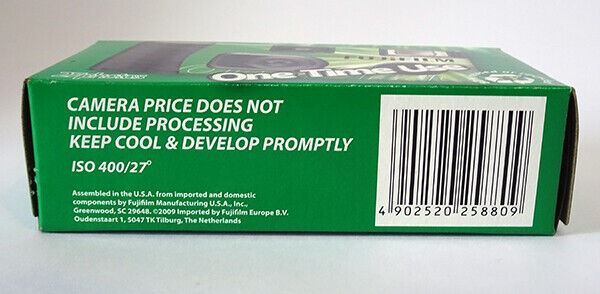 FUJIFILM
One-Time U
CAMERA PRICE DOES NOT
INCLUDE PROCESSING
KEEP COOL & DEVELOP PROMPTLY
ISO 400/27°
Assembled in the U.S.A. from imported and domestic
components by Fujifilm Manufacturing U.S.A., Inc.,
Greenwood, SC 29648. ©2009 Imported by Fujifilm Europe B.V.
Oudenstaart 1, 5047 TK Tilburg, The Netherlands
4 902520 258809